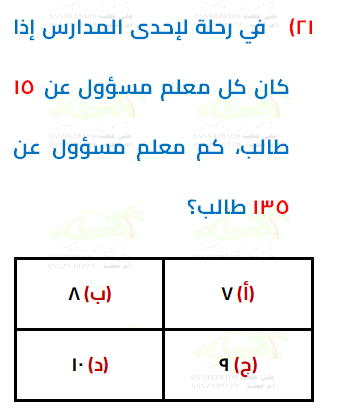 ٢١) في رحلة لإحدى المدارس إذا
كان كل معلم مسؤول عن ١٥
طالب، كم معلم مسؤول عن
١٣٥ طالب؟
(أ) ٧ (ب) ٨
(ج) ٩ (د) ١٠